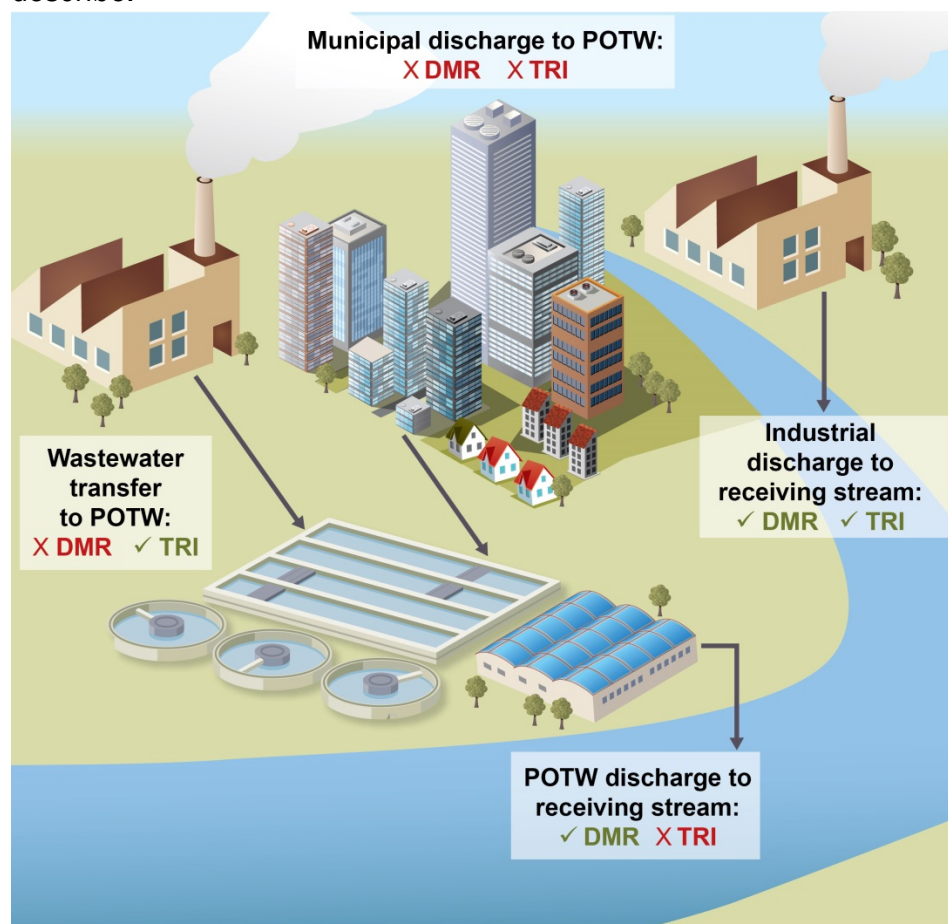 describe.
Municipal discharge to POTW:
X DMR X TRI
Wastewater
transfer
to POTW:
X DMR ✓ TRI
Industrial
discharge to
receiving stream:
✓ DMR ✓ TRI
POTW discharge to
receiving stream:
✓ DMR X TRI